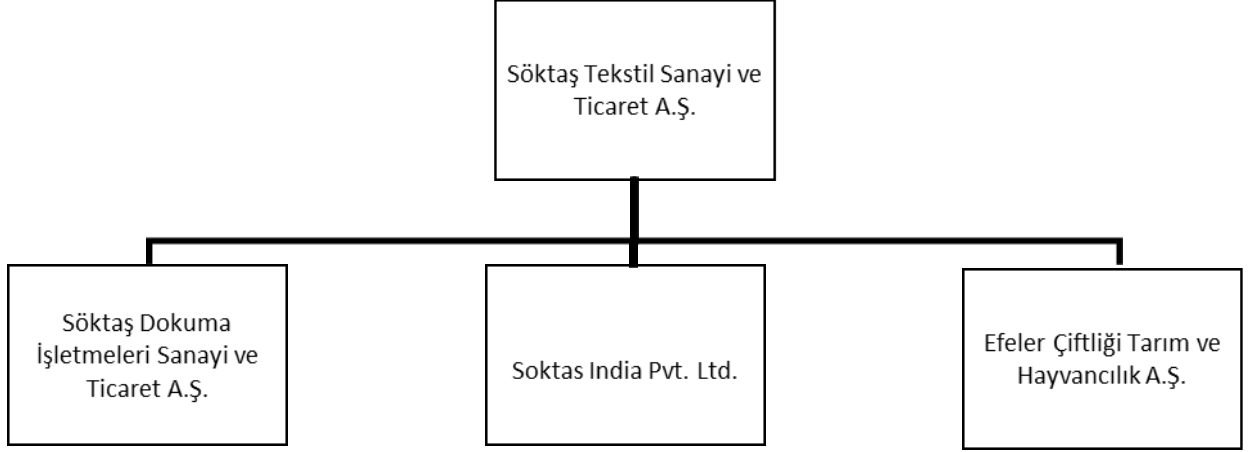 Söktaş Tekstil Sanayi ve
Ticaret A.Ş.
Söktaş Dokuma
İşletmeleri Sanayi ve
Ticaret A.Ş.
Soktas India Pvt. Ltd.
Efeler Çiftliği Tarım ve
Hayvancılık A.Ş.